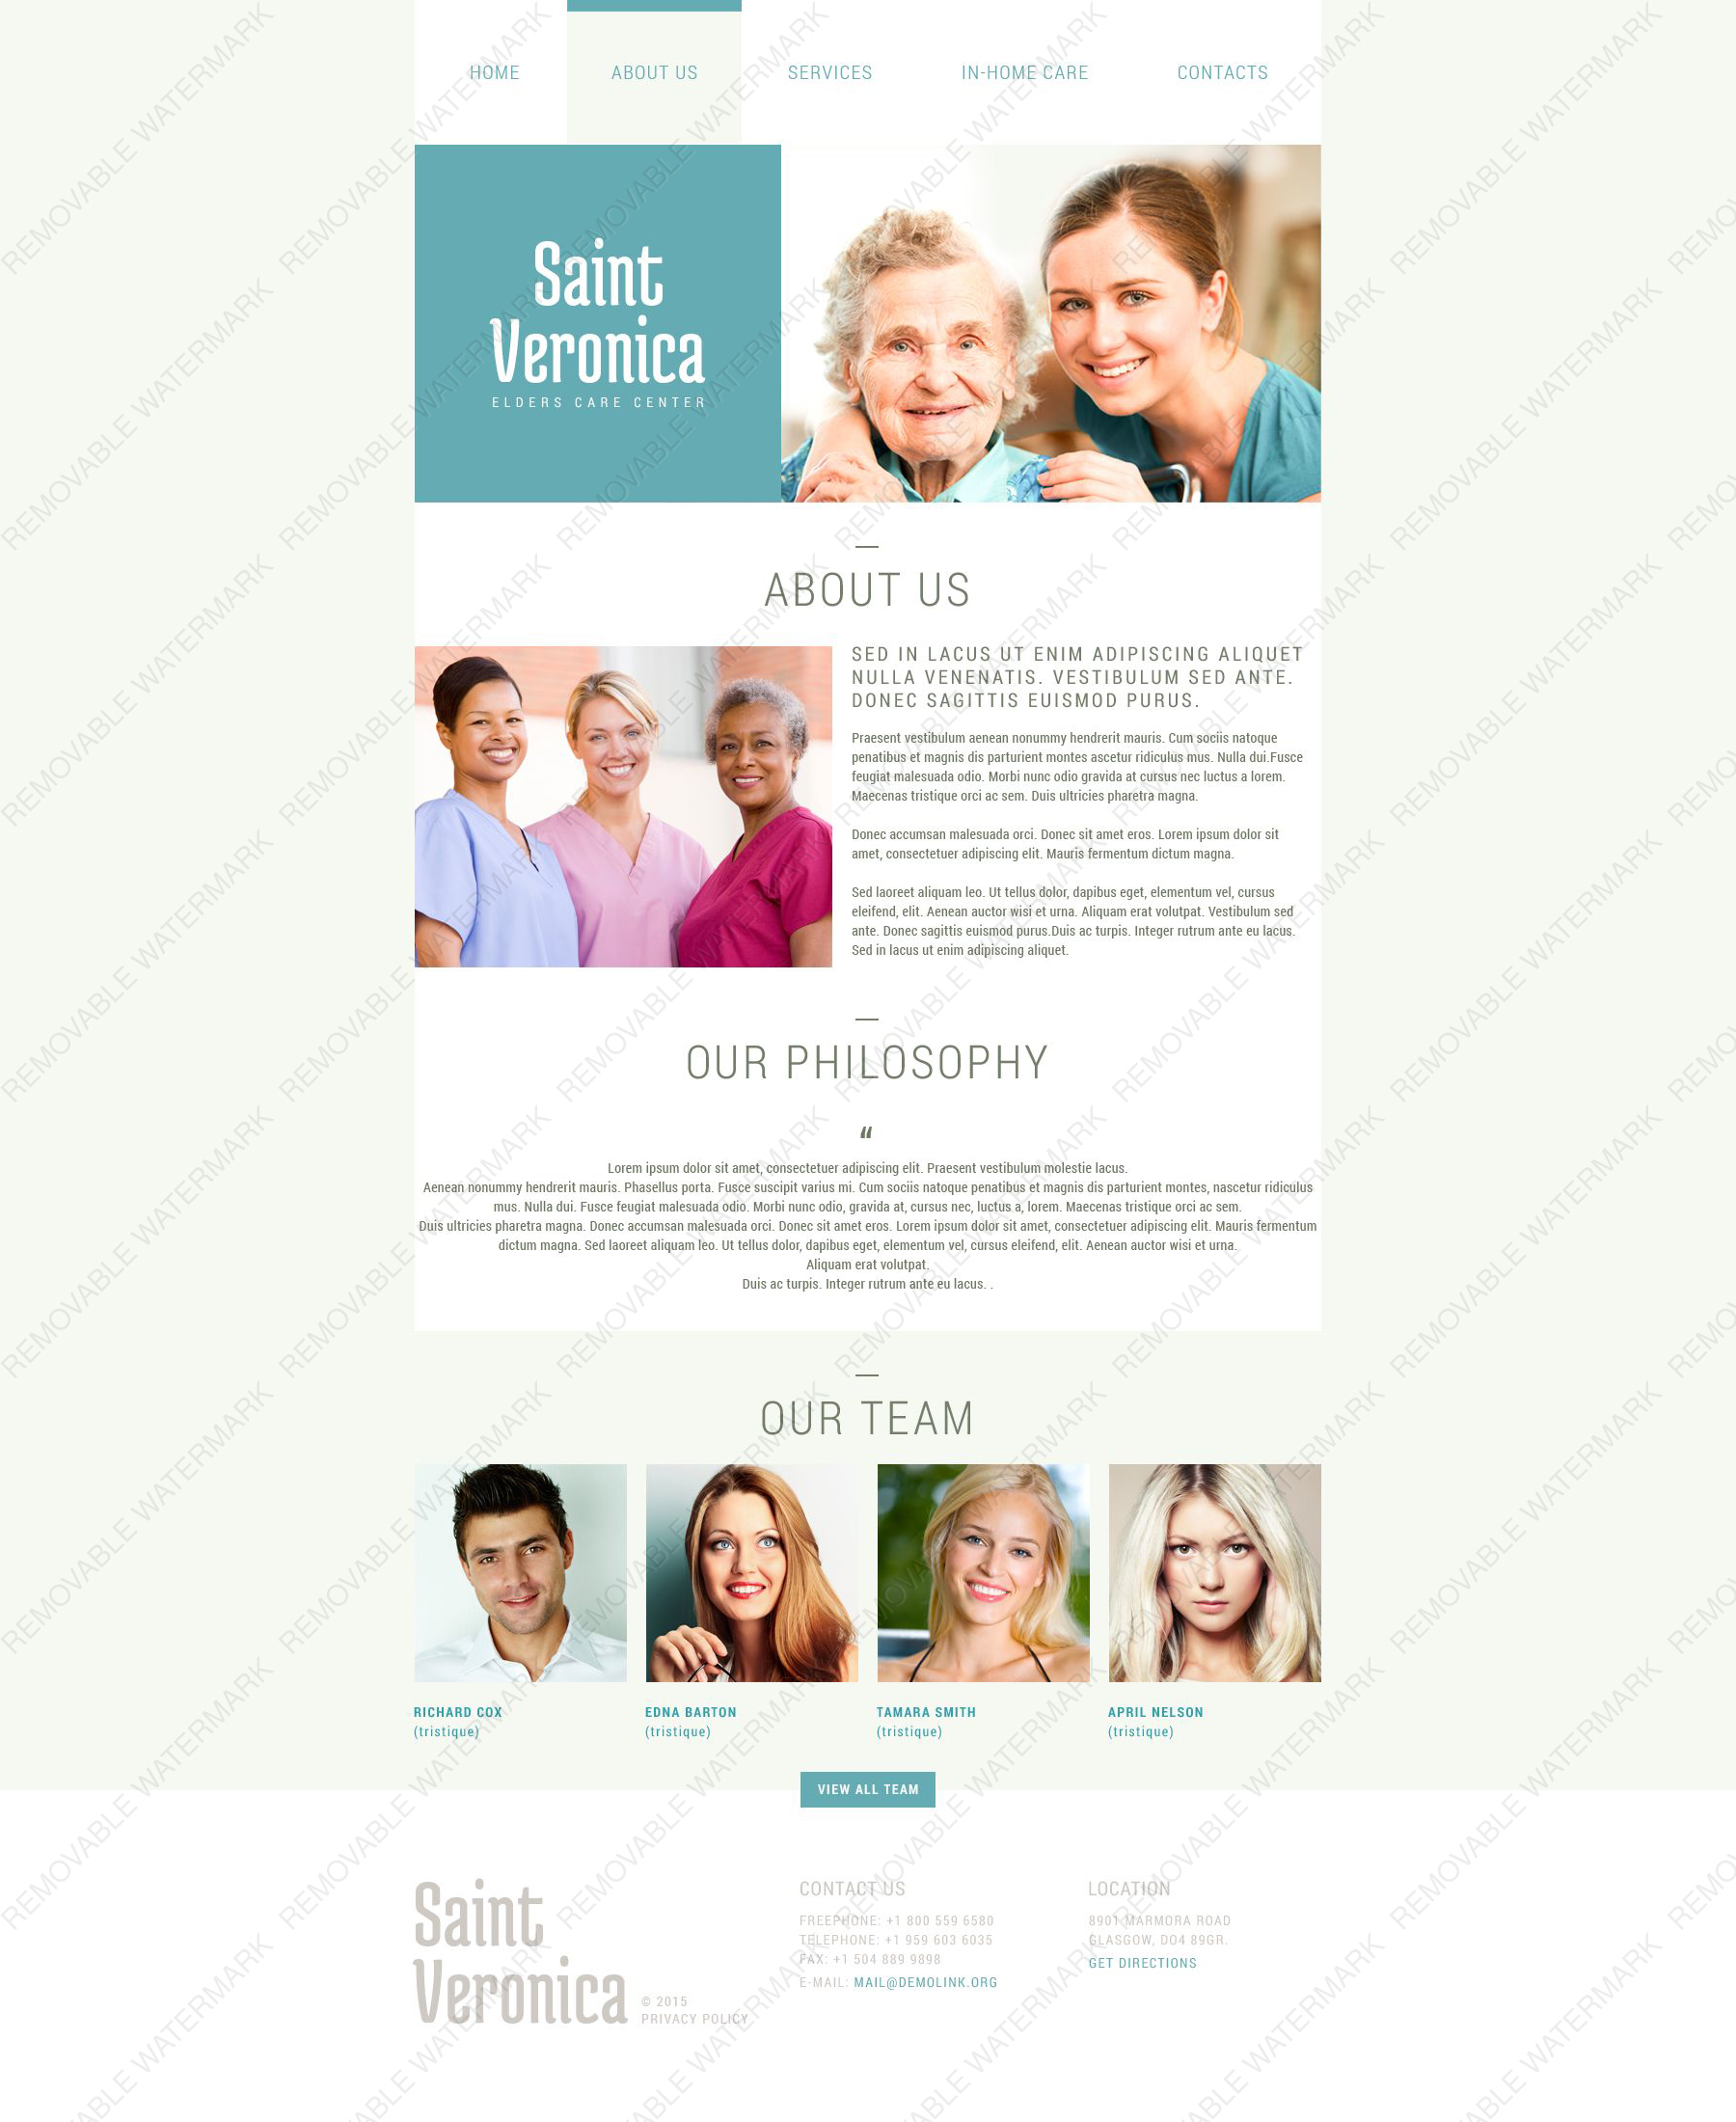 HOME
ABOUT US
SERVICES
IN-HOME CARE
CONTACTS
Saint
Veronica
ELDERS CARE CENTER
ABOUT US
SED IN LACUS UT ENIM ADIPISCING ALIQUET
NULLA VENENATIS. VESTIBULUM SED ANTE.
DONEC SAGITTIS EUISMOD PURUS.
Praesent vestibulum aenean nonummy hendrerit mauris. Cum sociis natoque
penatibus et magnis dis parturient montes ascetur ridiculus mus. Nulla dui.Fusce
feugiat malesuada odio. Morbi nunc odio gravida at cursus nec luctus a lorem.
Maecenas tristique orci ac sem. Duis ultricies pharetra magna.
Donec accumsan malesuada orci. Donec sit amet eros. Lorem ipsum dolor sit
amet, consectetuer adipiscing elit. Mauris fermentum dictum magna.
Sed laoreet aliquam leo. Ut tellus dolor, dapibus eget, elementum vel, cursus
eleifend, elit. Aenean auctor wisi et urna. Aliquam erat volutpat. Vestibulum sed
ante. Donec sagittis euismod purus.Duis ac turpis. Integer rutrum ante eu lacus.
Sed in lacus ut enim adipiscing aliquet.
OUR PHILOSOPHY
“
Lorem ipsum dolor sit amet, consectetuer adipiscing elit. Praesent vestibulum molestie lacus.
Aenean nonummy hendrerit mauris. Phasellus porta. Fusce suscipit varius mi. Cum sociis natoque penatibus et magnis dis parturient montes, nascetur ridiculus
mus. Nulla dui. Fusce feugiat malesuada odio. Morbi nunc odio, gravida at, cursus nec, luctus a, lorem. Maecenas tristique orci ac sem.
Duis ultricies pharetra magna. Donec accumsan malesuada orci. Donec sit amet eros. Lorem ipsum dolor sit amet, consectetuer adipiscing elit. Mauris fermentum
dictum magna. Sed laoreet aliquam leo. Ut tellus dolor, dapibus eget, elementum vel, cursus eleifend, elit. Aenean auctor wisi et urna.
Aliquam erat volutpat.
Duis ac turpis. Integer rutrum ante eu lacus. .
OUR TEAM
RICHARD COX
(tristique)
EDNA BARTON
(tristique)
TAMARA SMITH
(tristique)
APRIL NELSON
(tristique)
VIEW ALL TEAM
Saint
Veronica
© 2015
PRIVACY POLICY
CONTACT US
FREEPHONE: +1 800 559 6580
TELEPHONE: +1 959 603 6035
FAX: +1 504 889 9898
E-MAIL: MAIL@DEMOLINK.ORG
LOCATION
8901 MARMORA ROAD
GLASGOW, DO4 89GR.
GET DIRECTIONS
REMOVABLE WATERMARK